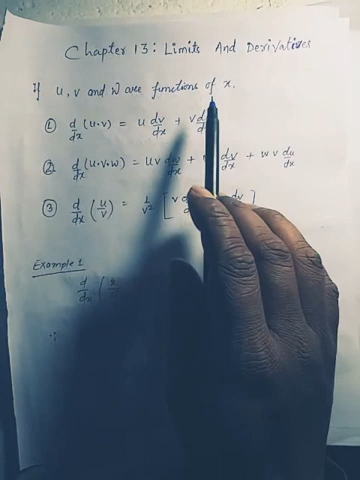 Chapter 13: Limits And Derivatives
If u, v and w are functions of x.
① d/dx (u·v) = u dv/dx + v d
② d/dx (u·v·w) = uv dw/dx + dv/dx + wv du/dx
③ d/dx (u/v) = 1/v² [ v d dv ]
Example 1
d/dx (
∵